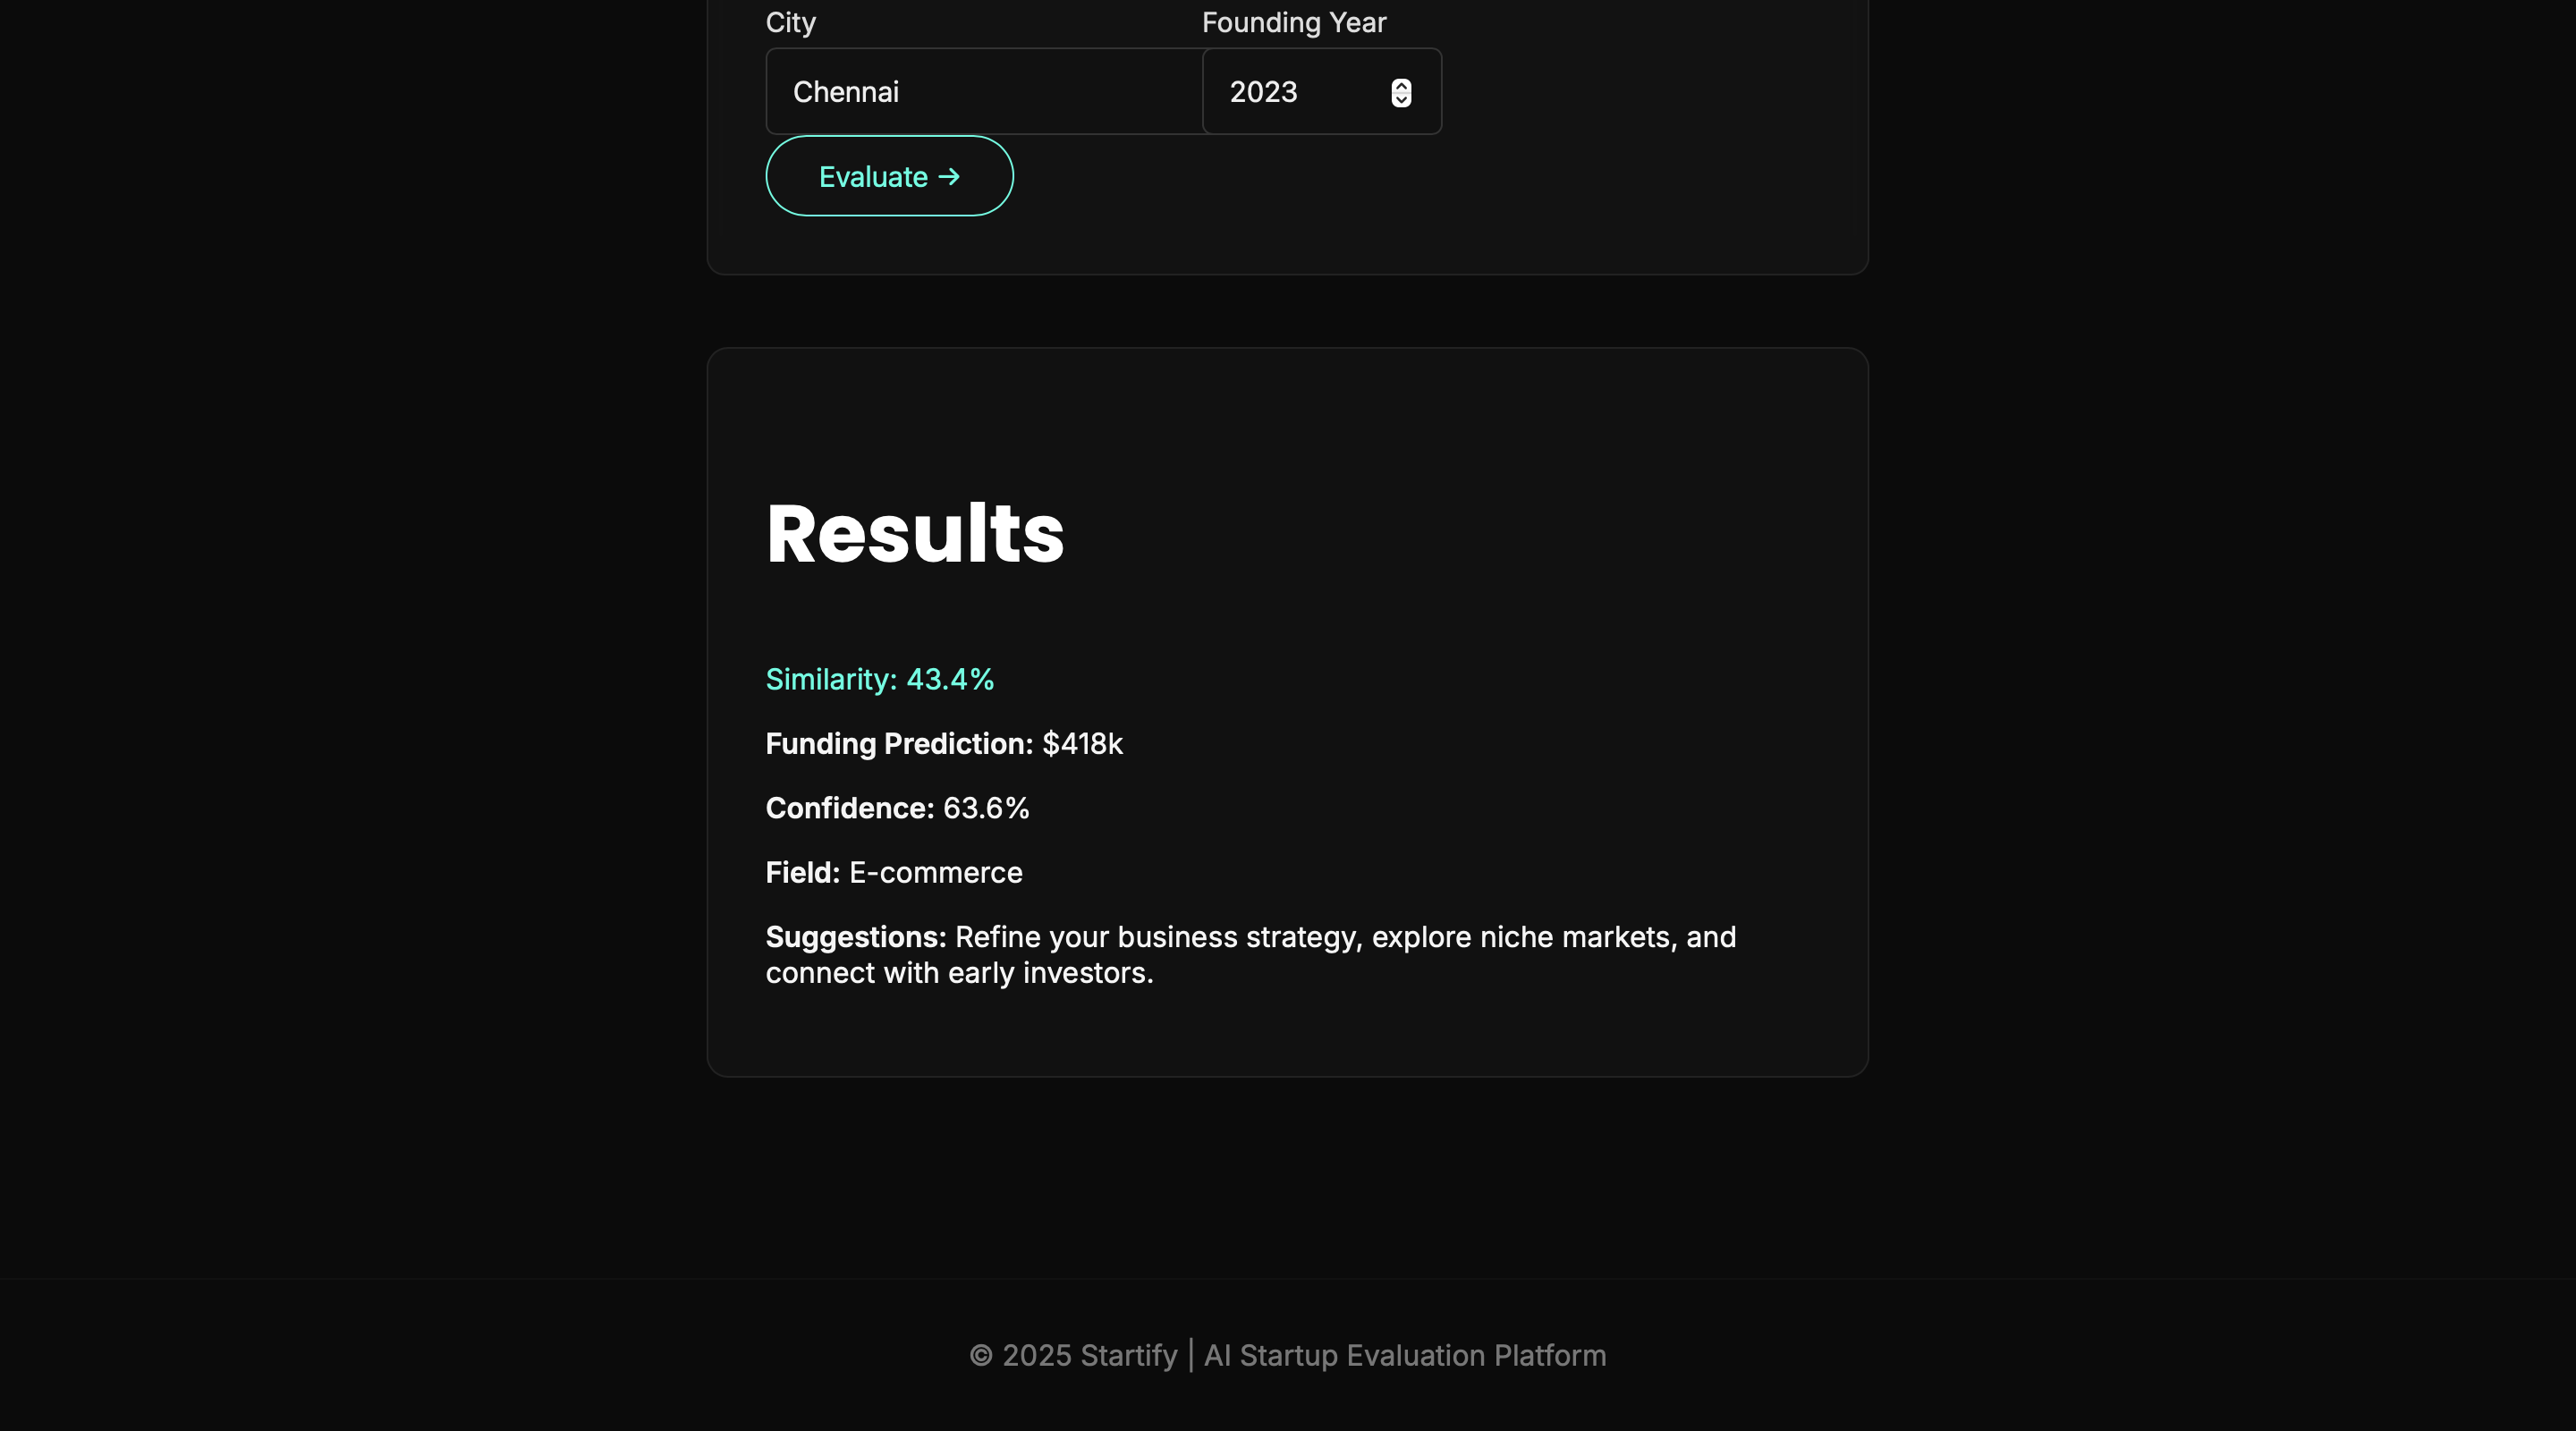 City
Founding Year
Chennai
2023
Evaluate →
Results
Similarity: 43.4%
Funding Prediction: $418k
Confidence: 63.6%
Field: E-commerce
Suggestions: Refine your business strategy, explore niche markets, and
connect with early investors.
© 2025 Startify | AI Startup Evaluation Platform